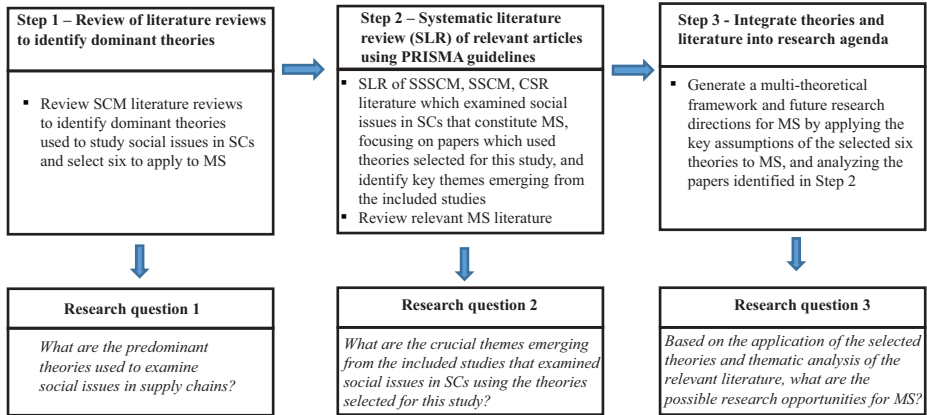 Step 1 – Review of literature reviews
to identify dominant theories
▪ Review SCM literature reviews
to identify dominant theories
used to study social issues in SCs
and select six to apply to MS
Step 2 – Systematic literature
review (SLR) of relevant articles
using PRISMA guidelines
▪ SLR of SSSCM, SSCM, CSR
literature which examined social
issues in SCs that constitute MS,
focusing on papers which used
theories selected for this study, and
identify key themes emerging from
the included studies
▪ Review relevant MS literature
Step 3 - Integrate theories and
literature into research agenda
▪ Generate a multi-theoretical
framework and future research
directions for MS by applying the
key assumptions of the selected six
theories to MS, and analyzing the
papers identified in Step 2
Research question 1
What are the predominant
theories used to examine
social issues in supply chains?
Research question 2
What are the crucial themes emerging
from the included studies that examined
social issues in SCs using the theories
selected for this study?
Research question 3
Based on the application of the selected
theories and thematic analysis of the
relevant literature, what are the
possible research opportunities for MS?